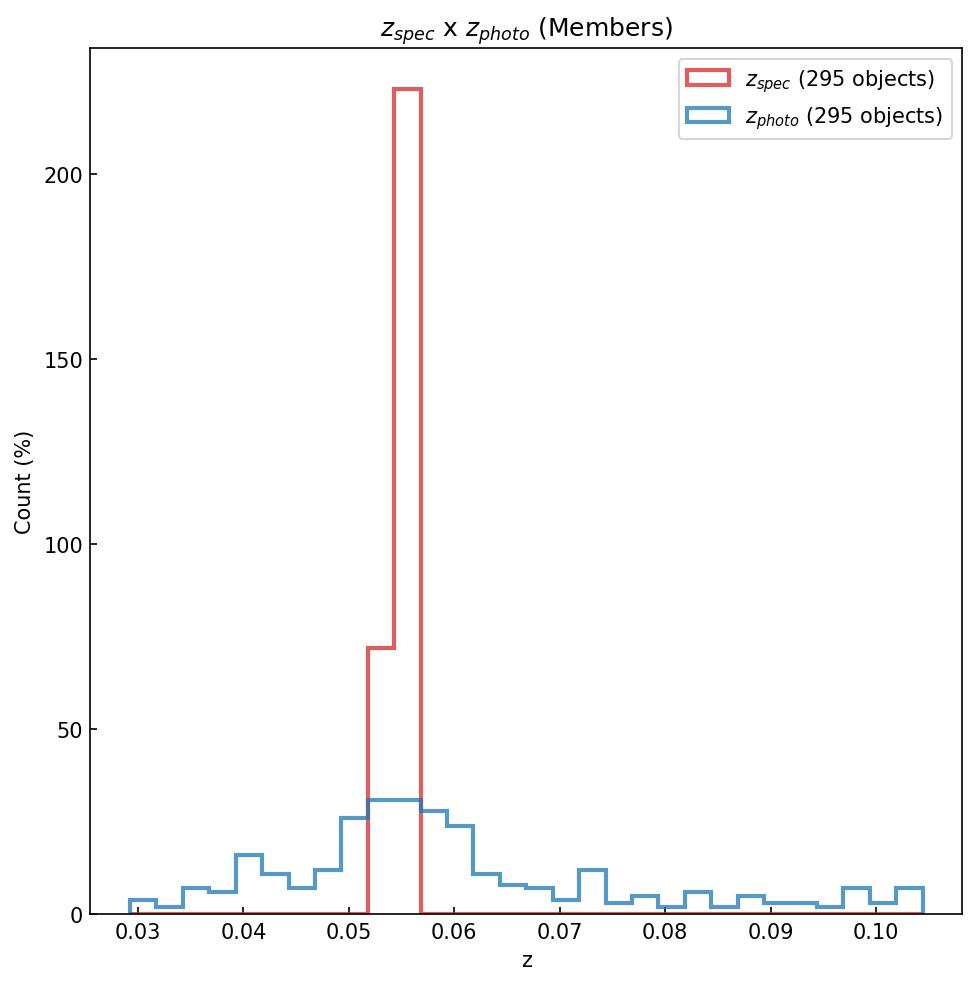 z_spec x z_photo (Members)
z_spec (295 objects)
z_photo (295 objects)
Count (%)
200
150
100
50
0
0.03 0.04 0.05 0.06 0.07 0.08 0.09 0.10
z